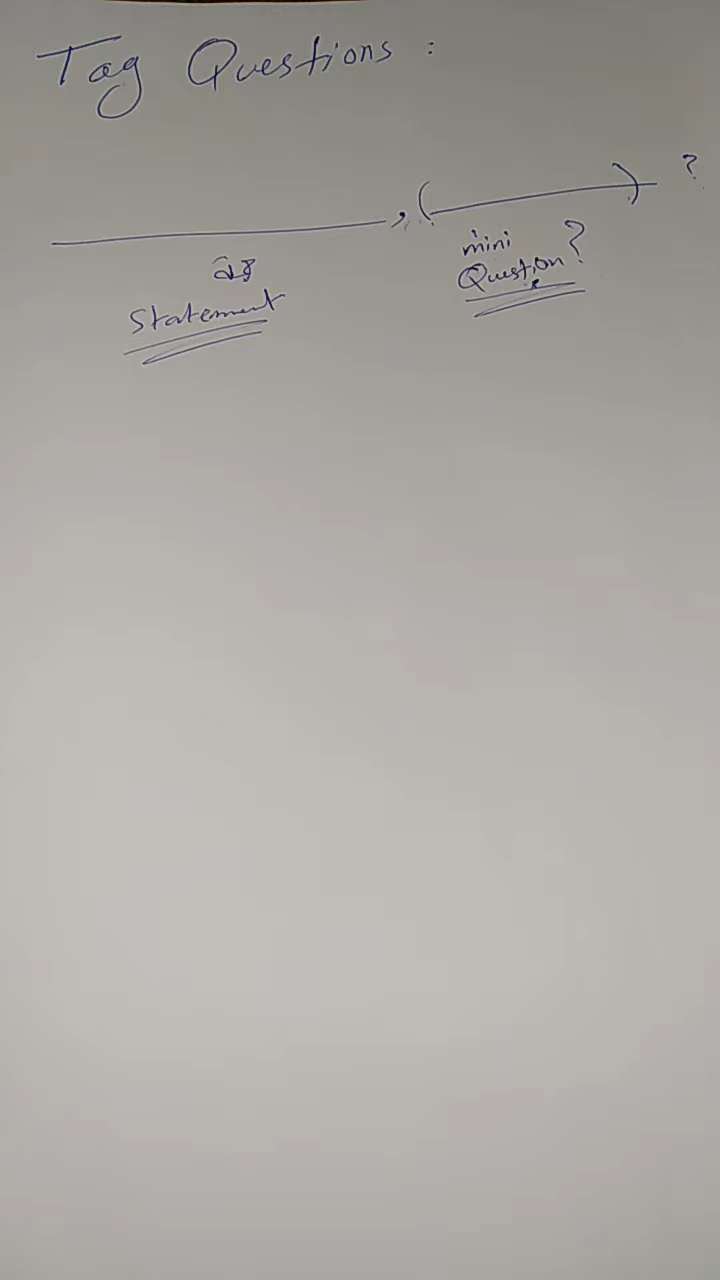 Tag Questions :
, ( ) ?
mini
Question?
Statement